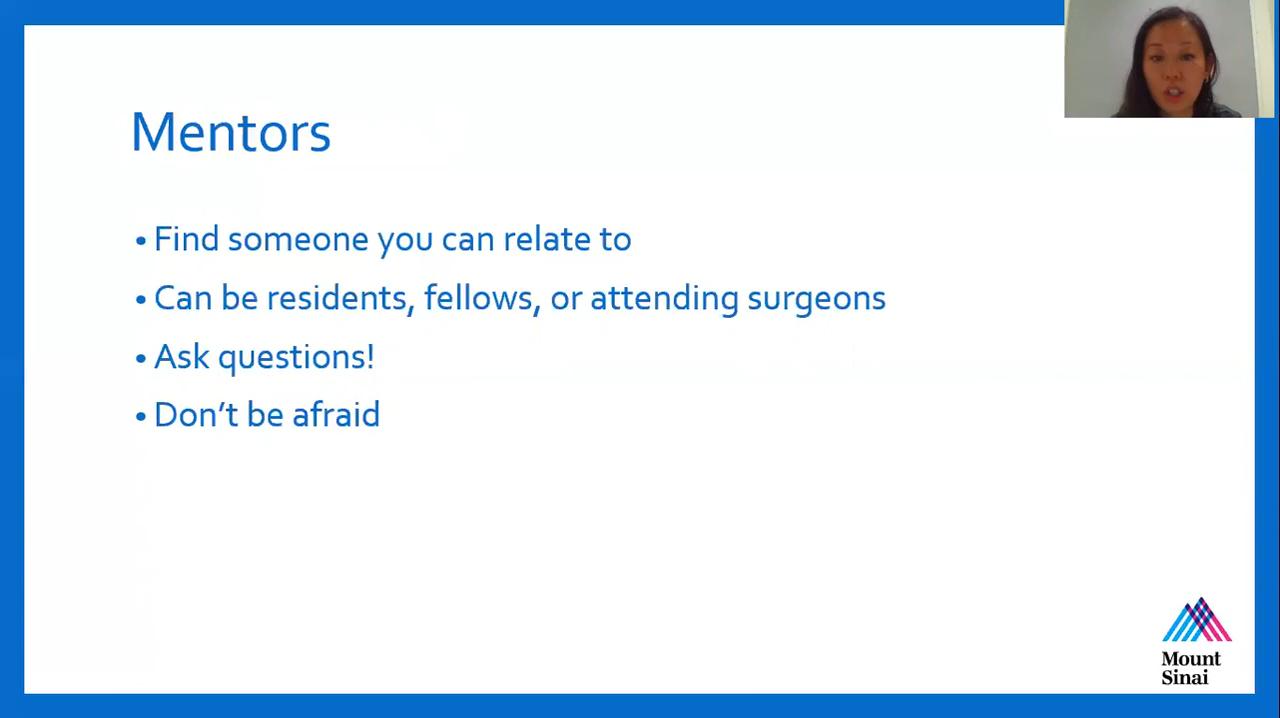 Mentors
• Find someone you can relate to
• Can be residents, fellows, or attending surgeons
• Ask questions!
• Don’t be afraid
Mount
Sinai